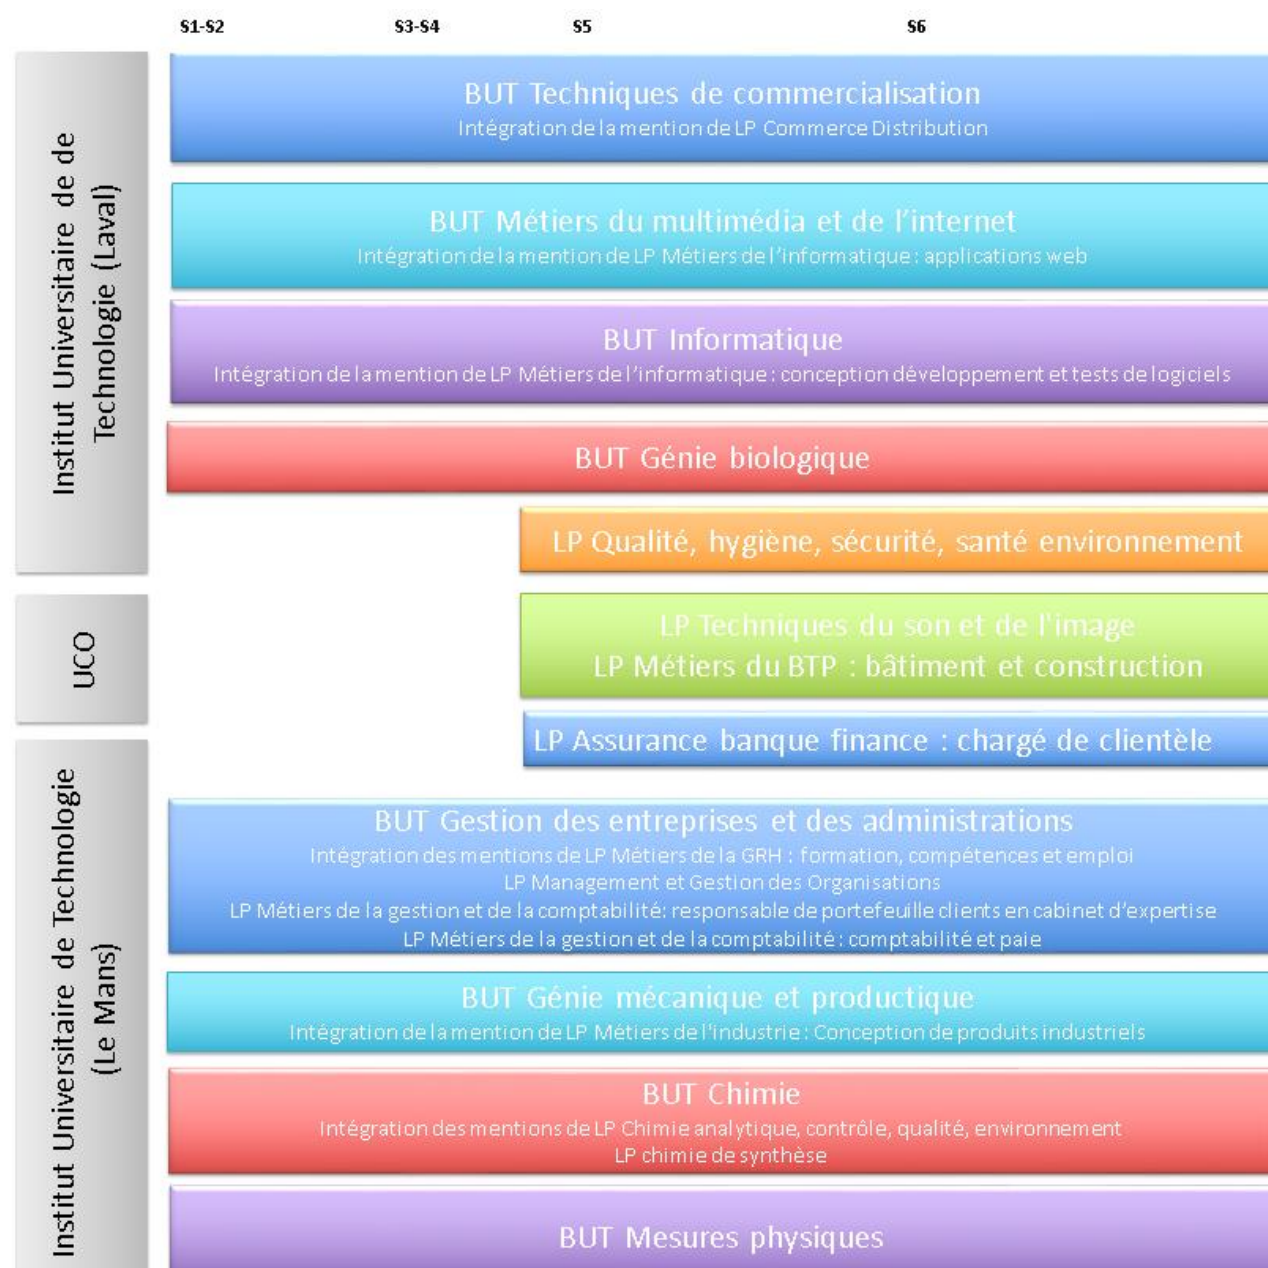 S1-S2 S3-S4 S5 S6
Institut Universitaire de de
Technologie (Laval)
BUT Techniques de commercialisation
Intégration de la mention de LP Commerce Distribution
BUT Métiers du multimédia et de l'internet
Intégration de la mention de LP Métiers de l'informatique : applications web
BUT Informatique
Intégration de la mention de LP Métiers de l'informatique : conception développement et tests de logiciels
BUT Génie biologique
LP Qualité, hygiène, sécurité, santé environnement
UCO
LP Techniques du son et de l'image
LP Métiers du BTP : bâtiment et construction
Institut Universitaire de Technologie
(Le Mans)
LP Assurance banque finance : chargé de clientèle
BUT Gestion des entreprises et des administrations
Intégration des mentions de LP Métiers de la GRH : formation, compétences et emploi
LP Management et Gestion des Organisations
LP Métiers de la gestion et de la comptabilité: responsable de portefeuille clients en cabinet d'expertise
LP Métiers de la gestion et de la comptabilité : comptabilité et paie
BUT Génie mécanique et productique
Intégration de la mention de LP Métiers de l'industrie : Conception de produits industriels
BUT Chimie
Intégration des mentions de LP Chimie analytique, contrôle, qualité, environnement
LP chimie de synthèse
BUT Mesures physiques